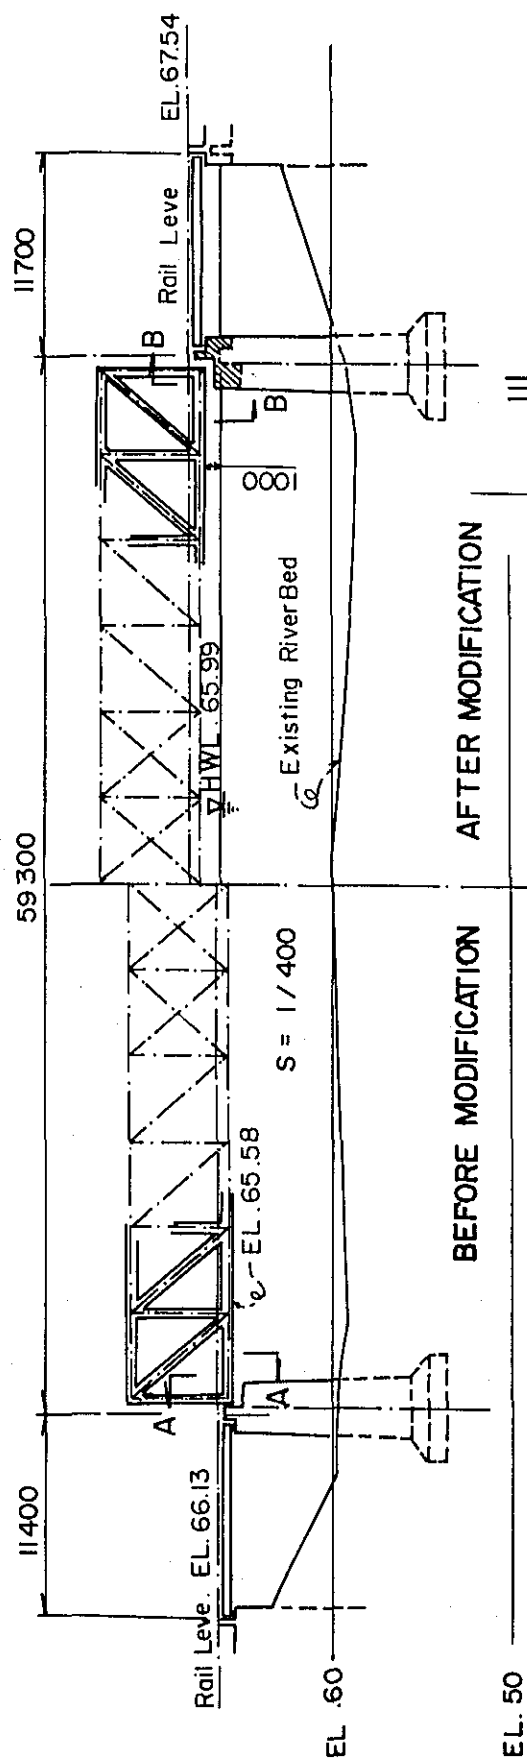 11400
59300
11700
Rail Leve. EL.66.13
A
A
EL.65.58
S = 1/400
HWL 65.99
Existing River Bed
1000
B
B
Rail Leve
EL.67.54
EL .60
BEFORE MODIFICATION
AFTER MODIFICATION
EL. 50